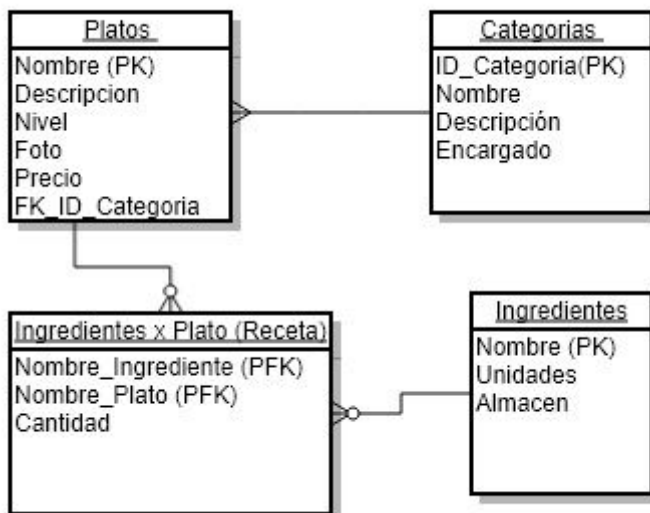 Platos
Nombre (PK)
Descripcion
Nivel
Foto
Precio
FK_ID_Categoria
Categorias
ID_Categoria(PK)
Nombre
Descripción
Encargado
Ingredientes x Plato (Receta)
Nombre_Ingrediente (PFK)
Nombre_Plato (PFK)
Cantidad
Ingredientes
Nombre (PK)
Unidades
Almacen